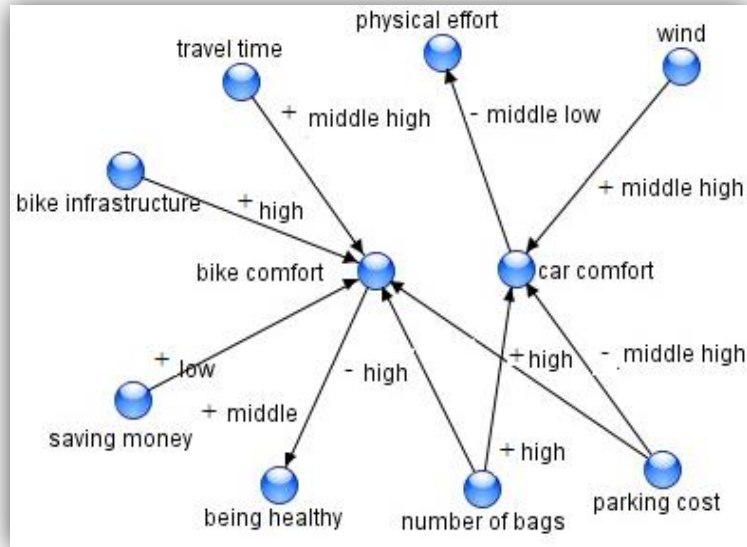 physical effort
wind
travel time
+ middle high
- middle low
+ middle high
bike infrastructure
+ high
bike comfort
car comfort
+ low
- high
+ high
- middle high
+ middle
saving money
+ high
being healthy
number of bags
parking cost